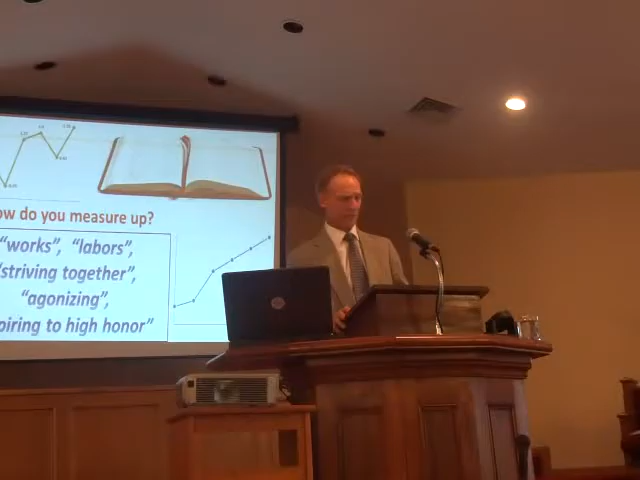 ow do you measure up?
"works", "labors",
"striving together",
"agonizing",
piring to high honor"